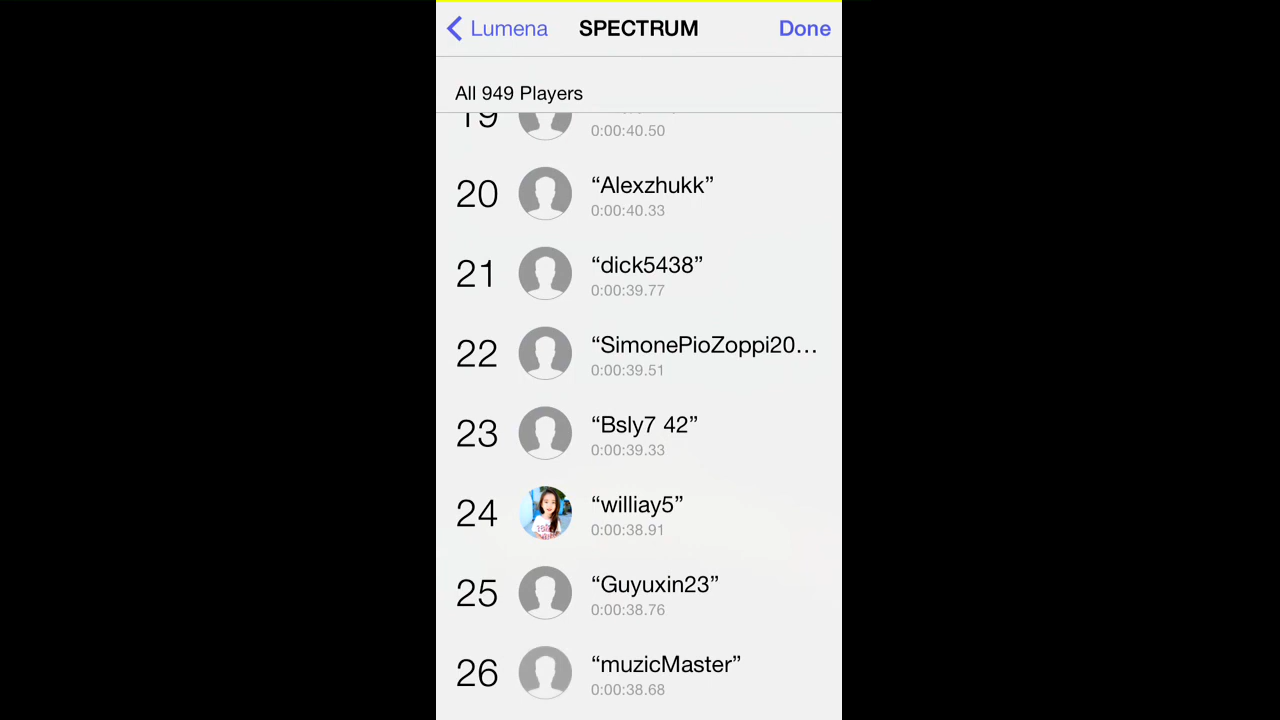 Lumena SPECTRUM Done
All 949 Players
19
0:00:40.50
20 “Alexzhukk”
0:00:40.33
21 “dick5438”
0:00:39.77
22 “SimonePioZoppi20…
0:00:39.51
23 “Bsly7 42”
0:00:39.33
24 “williay5”
0:00:38.91
25 “Guyuxin23”
0:00:38.76
26 “muzicMaster”
0:00:38.68